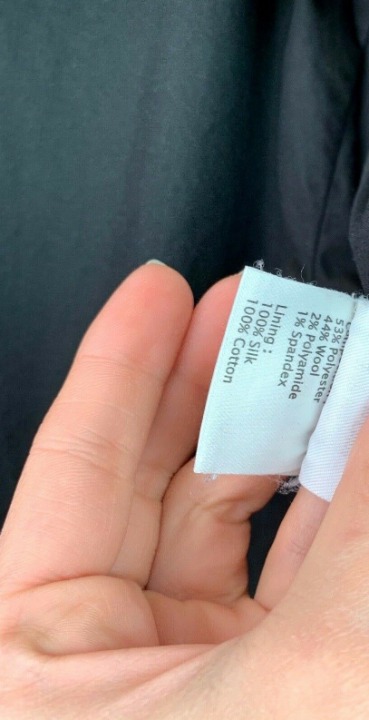 53% Polyester
44% Wool
2% Polyamide
1% Spandex
Lining :
100% Silk
100% Cotton